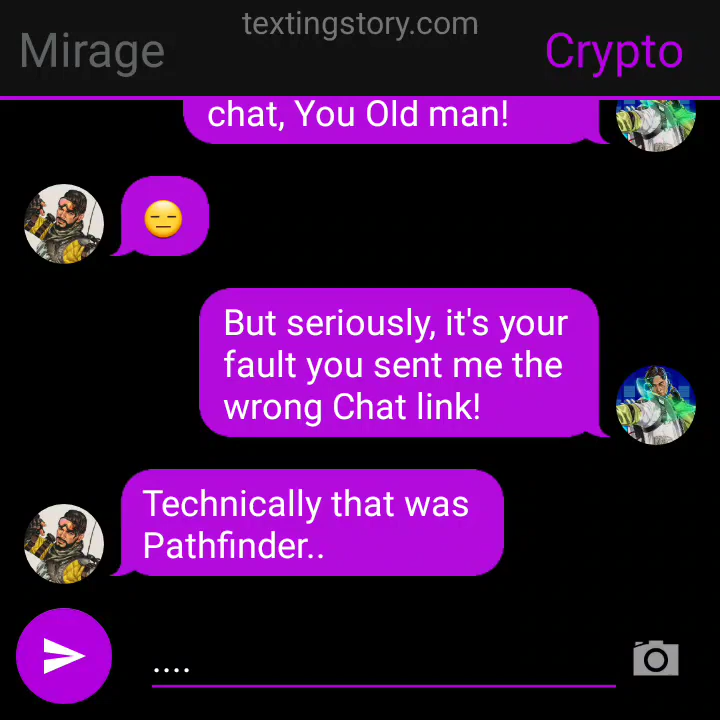 textingstory.com
Mirage
Crypto
chat, You Old man!
😑
But seriously, it's your
fault you sent me the
wrong Chat link!
Technically that was
Pathfinder..
....